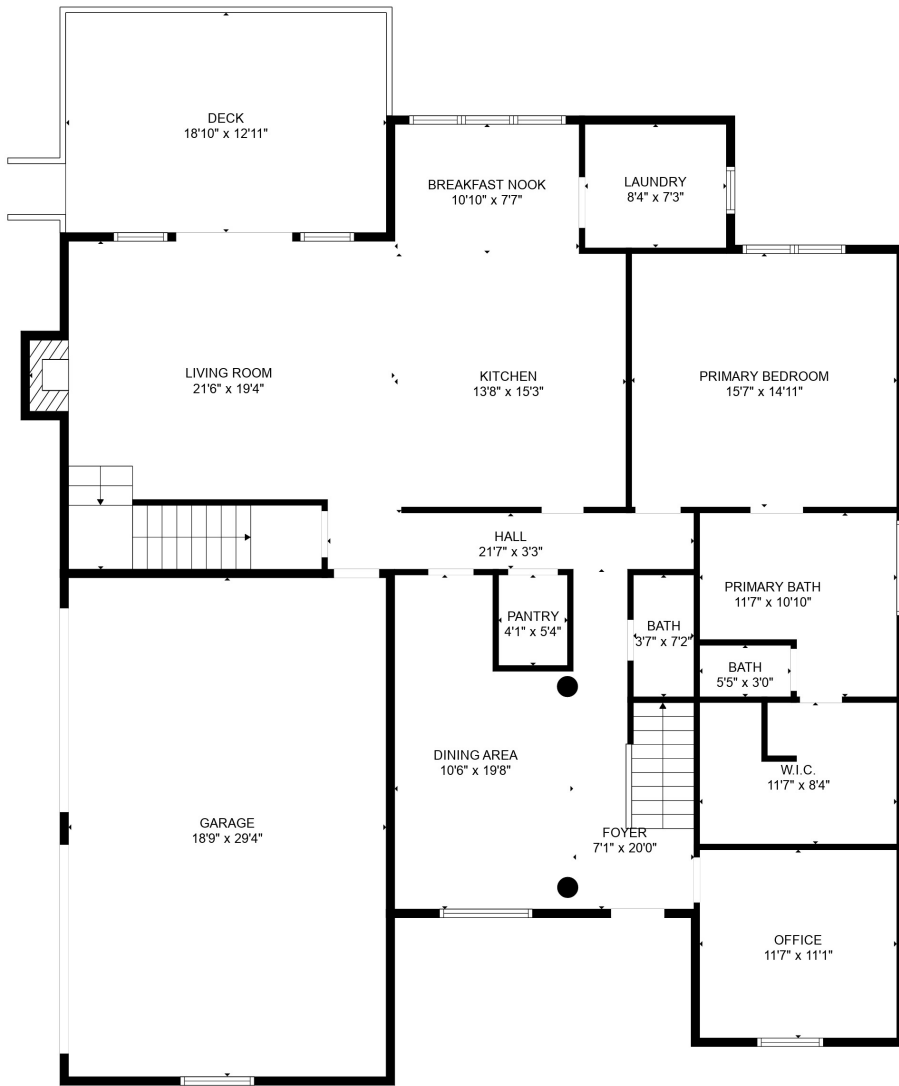 DECK
18'10" x 12'11"
BREAKFAST NOOK
10'10" x 7'7"
LAUNDRY
8'4" x 7'3"
LIVING ROOM
21'6" x 19'4"
KITCHEN
13'8" x 15'3"
PRIMARY BEDROOM
15'7" x 14'11"
HALL
21'7" x 3'3"
PRIMARY BATH
11'7" x 10'10"
PANTRY
4'1" x 5'4"
BATH
3'7" x 7'2"
BATH
5'5" x 3'0"
DINING AREA
10'6" x 19'8"
W.I.C.
11'7" x 8'4"
GARAGE
18'9" x 29'4"
FOYER
7'1" x 20'0"
OFFICE
11'7" x 11'1"